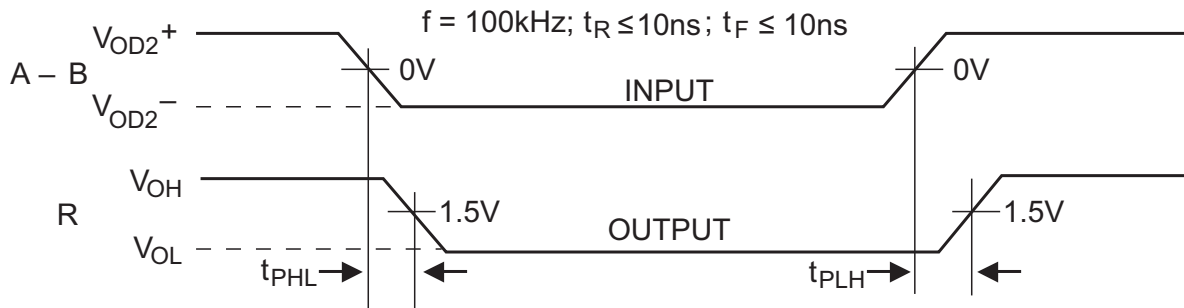 f = 100kHz; tR ≤ 10ns; tF ≤ 10ns
VOD2+
A – B
0V
0V
INPUT
VOD2–
VOH
R
1.5V
1.5V
OUTPUT
VOL
tPHL
tPLH